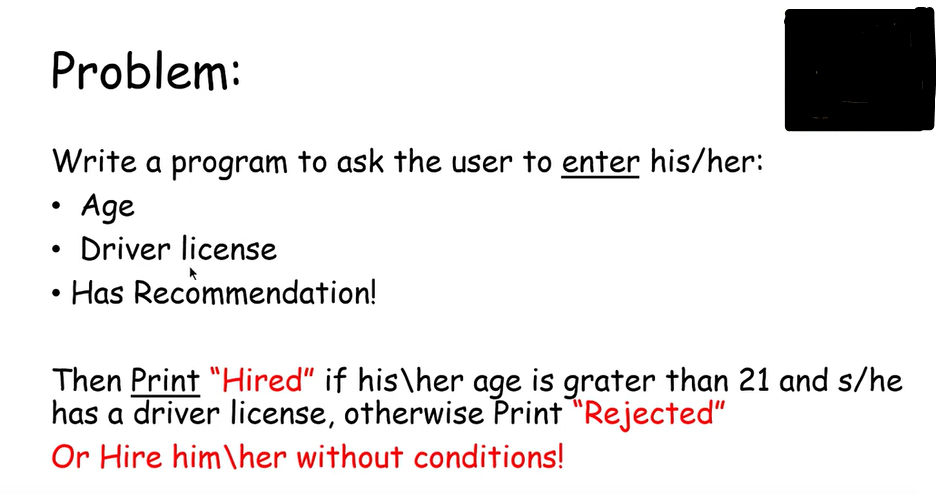 Problem:
Write a program to ask the user to enter his/her:
• Age
• Driver license
• Has Recommendation!
Then Print “Hired” if his\her age is grater than 21 and s/he
has a driver license, otherwise Print “Rejected”
Or Hire him\her without conditions!